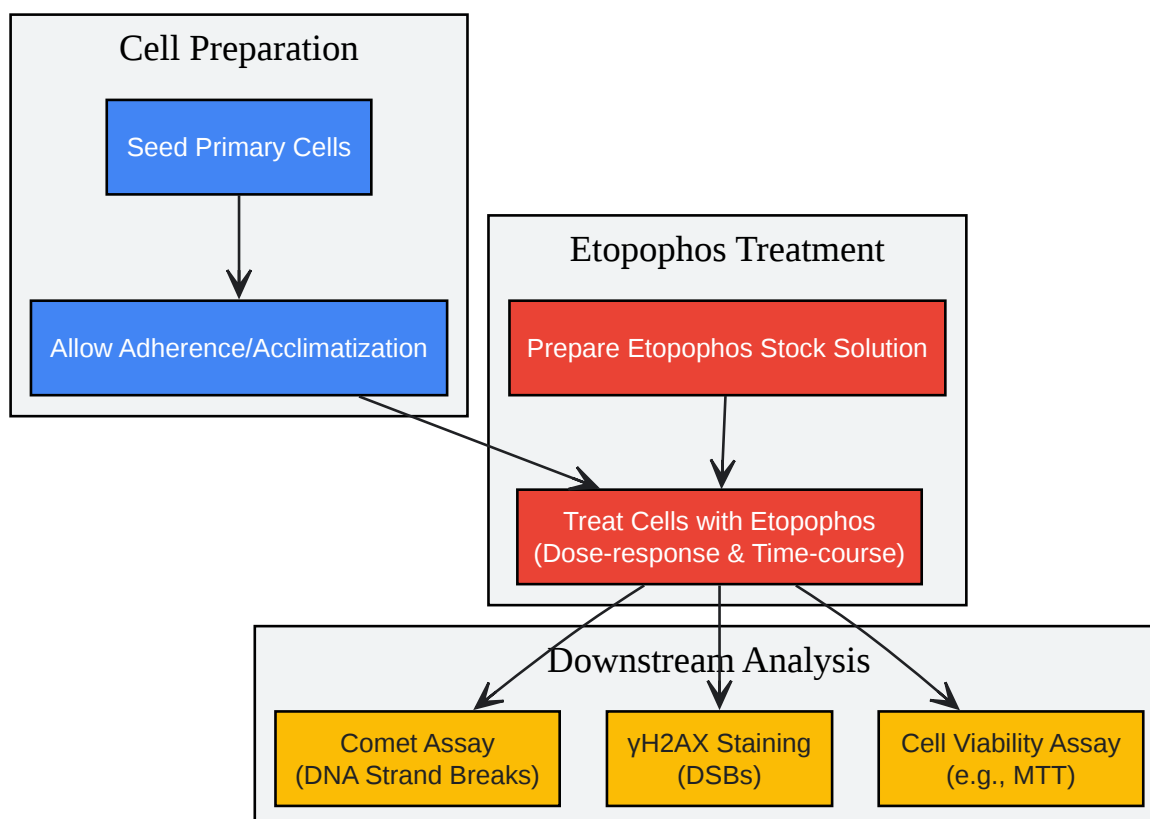 Cell Preparation
Seed Primary Cells
Allow Adherence/Acclimatization
Etopophos Treatment
Prepare Etopophos Stock Solution
Treat Cells with Etopophos
(Dose-response & Time-course)
Downstream Analysis
Comet Assay
(DNA Strand Breaks)
γH2AX Staining
(DSBs)
Cell Viability Assay
(e.g., MTT)